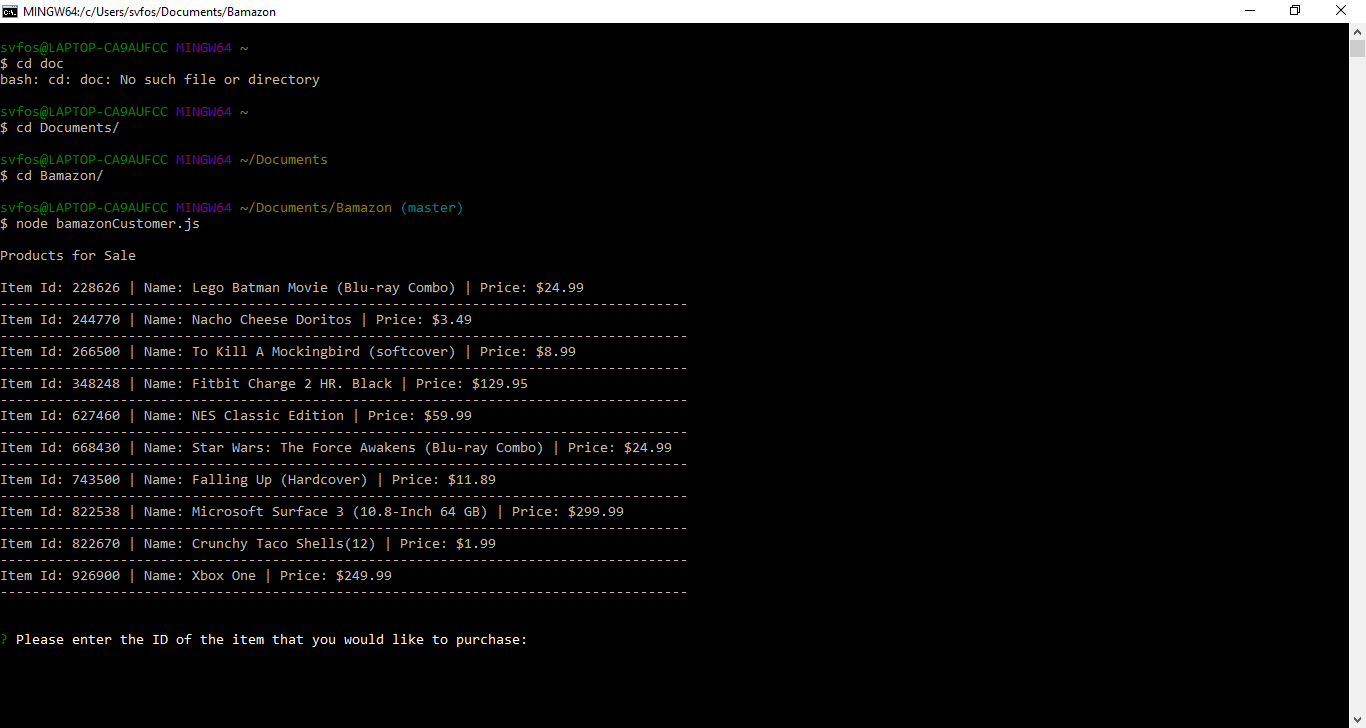 MINGW64:/c/Users/svfos/Documents/Bamazon
svfos@LAPTOP-CA9AUFCC MINGW64 ~
$ cd doc
bash: cd: doc: No such file or directory
svfos@LAPTOP-CA9AUFCC MINGW64 ~
$ cd Documents/
svfos@LAPTOP-CA9AUFCC MINGW64 ~/Documents
$ cd Bamazon/
svfos@LAPTOP-CA9AUFCC MINGW64 ~/Documents/Bamazon (master)
$ node bamazonCustomer.js
Products for Sale
Item Id: 228626 | Name: Lego Batman Movie (Blu-ray Combo) | Price: $24.99
--------------------------------------------------------------------------------------
Item Id: 244770 | Name: Nacho Cheese Doritos | Price: $3.49
--------------------------------------------------------------------------------------
Item Id: 266500 | Name: To Kill A Mockingbird (softcover) | Price: $8.99
--------------------------------------------------------------------------------------
Item Id: 348248 | Name: Fitbit Charge 2 HR. Black | Price: $129.95
--------------------------------------------------------------------------------------
Item Id: 627460 | Name: NES Classic Edition | Price: $59.99
--------------------------------------------------------------------------------------
Item Id: 668430 | Name: Star Wars: The Force Awakens (Blu-ray Combo) | Price: $24.99
--------------------------------------------------------------------------------------
Item Id: 743500 | Name: Falling Up (Hardcover) | Price: $11.89
--------------------------------------------------------------------------------------
Item Id: 822538 | Name: Microsoft Surface 3 (10.8-Inch 64 GB) | Price: $299.99
--------------------------------------------------------------------------------------
Item Id: 822670 | Name: Crunchy Taco Shells(12) | Price: $1.99
--------------------------------------------------------------------------------------
Item Id: 926900 | Name: Xbox One | Price: $249.99
--------------------------------------------------------------------------------------
? Please enter the ID of the item that you would like to purchase: